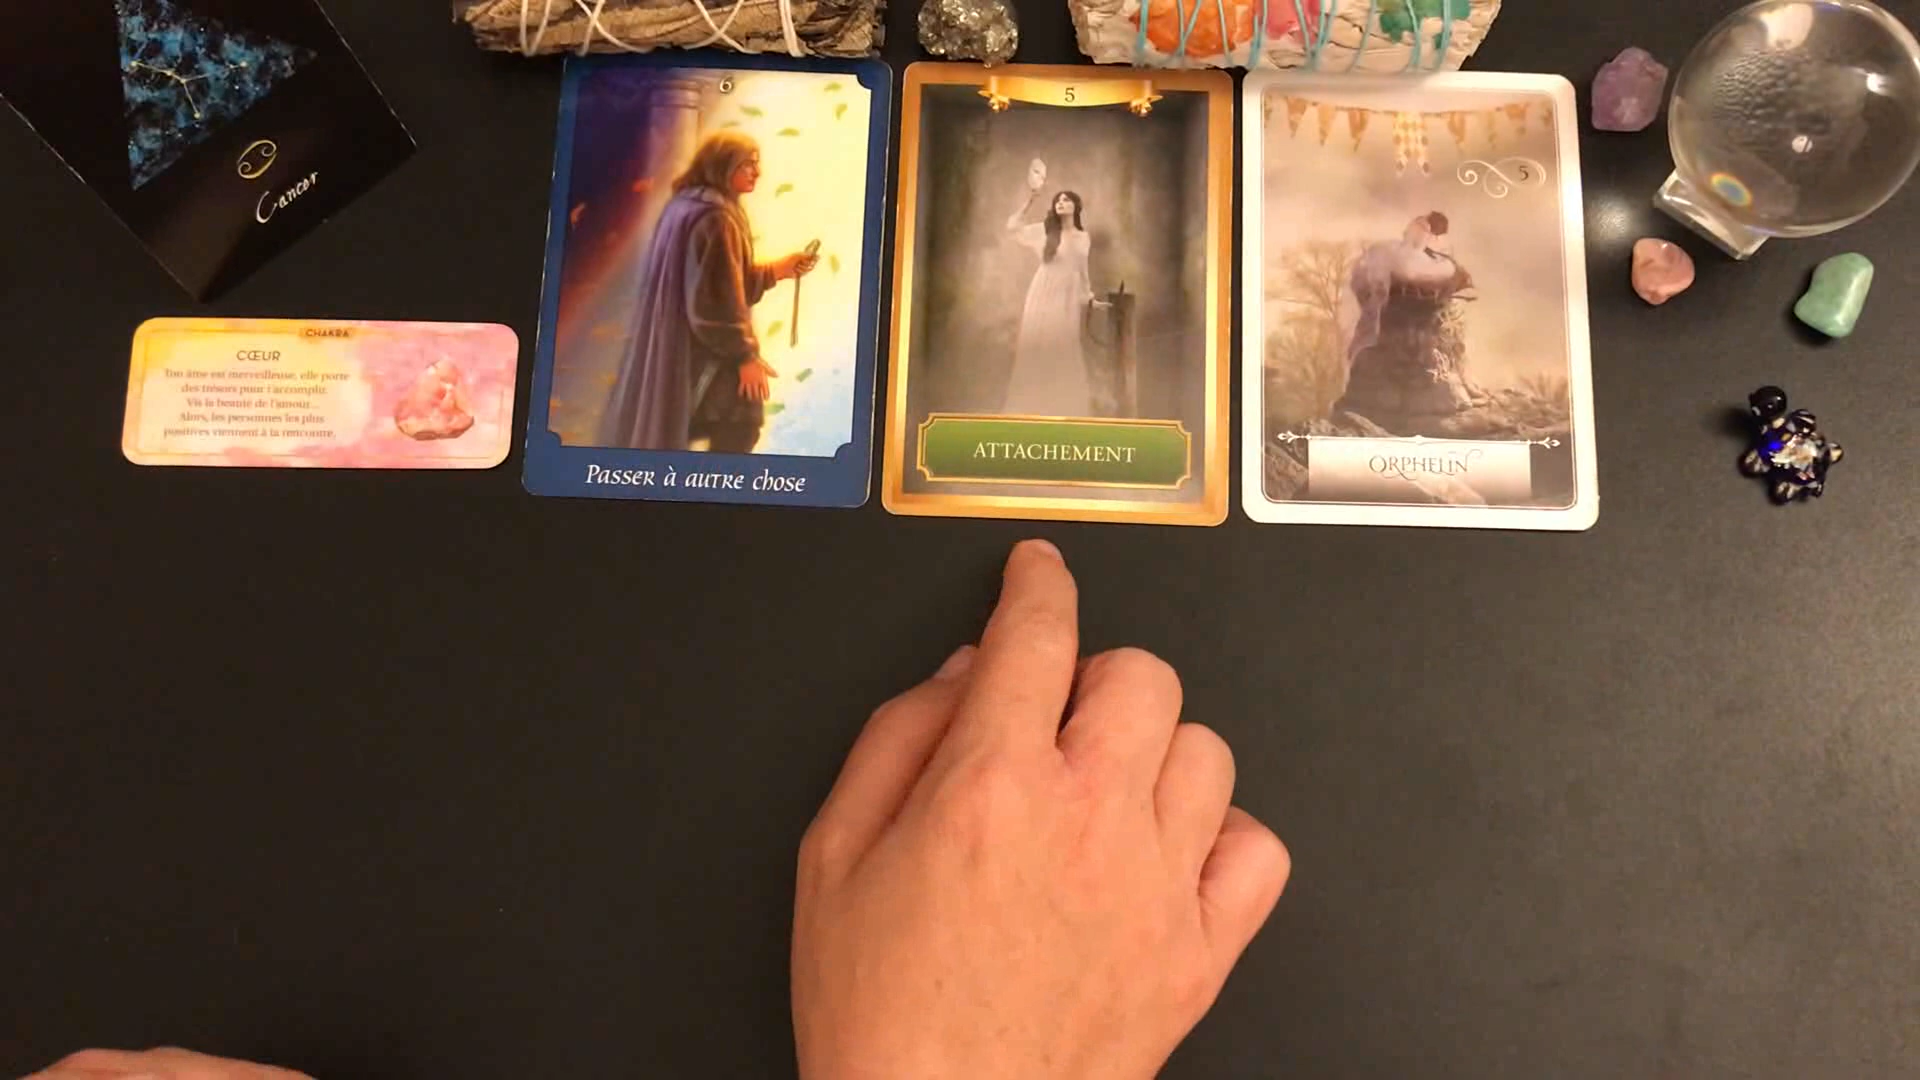 Cancer
CHAKRA
CŒUR
Ton âme est merveilleuse, elle porte
des trésors pour t'accomplir.
Vis la beauté de l'amour...
Alors, les personnes les plus
positives viennent à ta rencontre.
6
Passer à autre chose
5
ATTACHEMENT
5
ORPHELIN